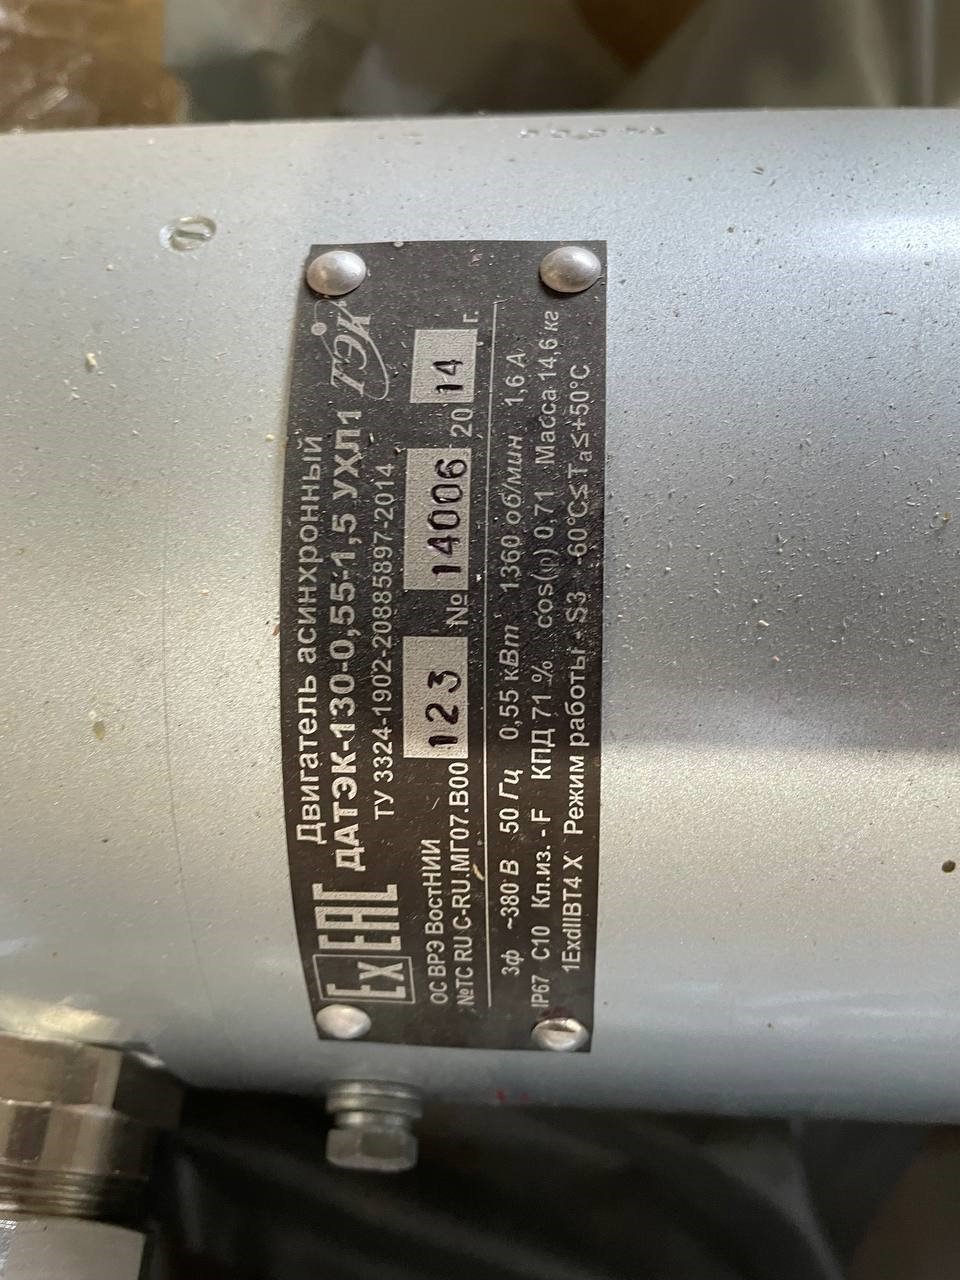 Двигатель асинхронный
ДАТЭК-130-0,55-1,5 УХЛ1
ТЭК
ТУ 3324-1902-20885897-2014
Ex EAC
ОС ВРЭ ВостНИИ
№ТС RU C-RU.МГ07.В00 123 № 14006 2014 г.
3ф ~380 В 50 Гц 0,55 кВт 1360 об/мин 1,6 А
IP67 С10 Кл.из. - F КПД 71 % cos(φ) 0,71 Масса 14,6 кг
1ExdIIBT4 X Режим работы - S3 -60°C≤Ta≤+50°C